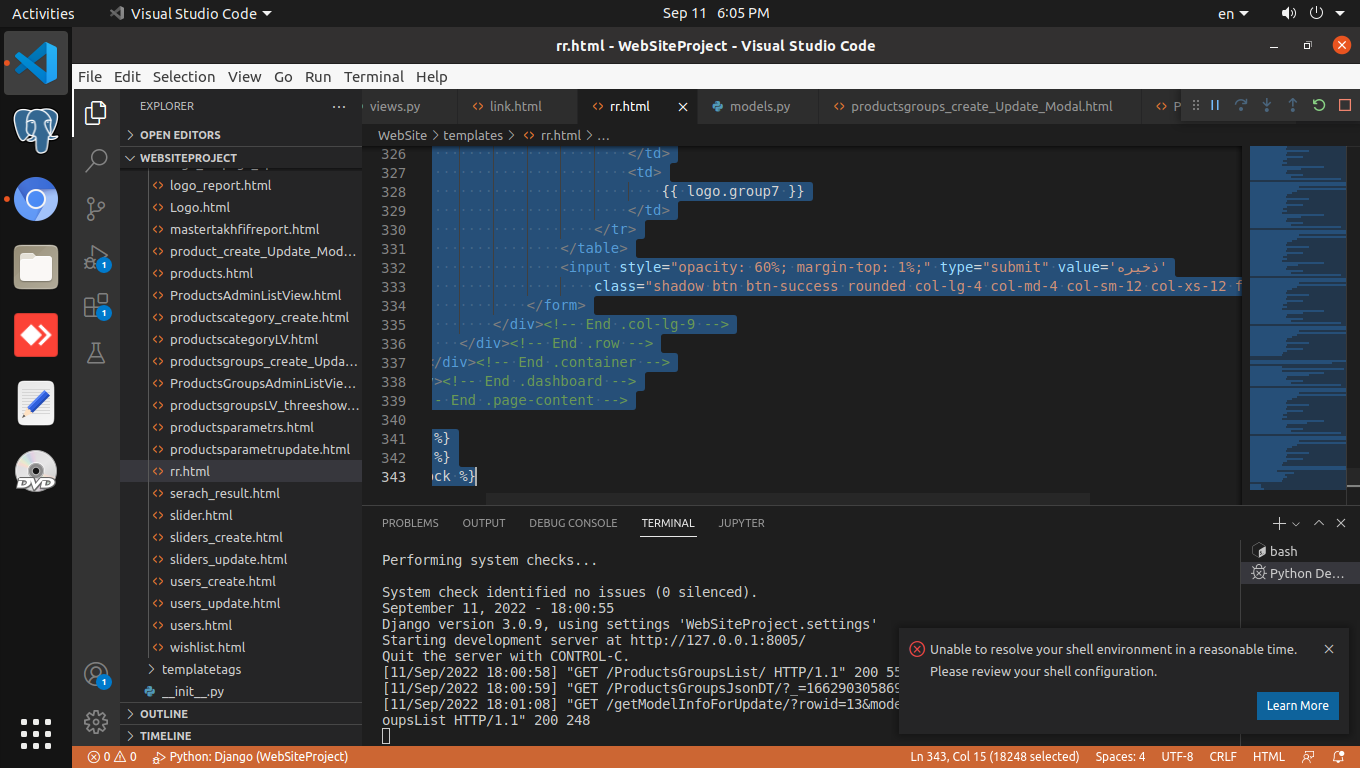 Activities
Visual Studio Code
Sep 11 6:05 PM
en
rr.html - WebSiteProject - Visual Studio Code
File Edit Selection View Go Run Terminal Help
EXPLORER
views.py
link.html
rr.html
models.py
productsgroups_create_Update_Modal.html
OPEN EDITORS
WEBSITEPROJECT
WebSite > templates > rr.html > ...
logo_report.html
Logo.html
mastertakhfifreport.html
product_create_Update_Mod...
products.html
ProductsAdminListView.html
productscategory_create.html
productscategoryLV.html
productsgroups_create_Upda...
ProductsGroupsAdminListVie...
productsgroupsLV_threeshow...
productsparametrs.html
productsparametrupdate.html
rr.html
serach_result.html
slider.html
sliders_create.html
sliders_update.html
users_create.html
users_update.html
users.html
wishlist.html
templatetags
__init__.py
OUTLINE
TIMELINE
1
1
1
326 </td>
327 <td>
328 {{ logo.group7 }}
329 </td>
330 </tr>
331 </table>
332 <input style="opacity: 60%; margin-top: 1%;" type="submit" value='ذخیره'
333 class="shadow btn btn-success rounded col-lg-4 col-md-4 col-sm-12 col-xs-12 f
334 </form>
335 </div><!-- End .col-lg-9 -->
336 </div><!-- End .row -->
337 </div><!-- End .container -->
338 ><!-- End .dashboard -->
339 - End .page-content -->
340
341 %}
342 %}
343 ock %}
PROBLEMS OUTPUT DEBUG CONSOLE TERMINAL JUPYTER
bash
Python De...
Performing system checks...
System check identified no issues (0 silenced).
September 11, 2022 - 18:00:55
Django version 3.0.9, using settings 'WebSiteProject.settings'
Starting development server at http://127.0.0.1:8005/
Quit the server with CONTROL-C.
[11/Sep/2022 18:00:58] "GET /ProductsGroupsList/ HTTP/1.1" 200 55
[11/Sep/2022 18:00:59] "GET /ProductsGroupsJsonDT/?_=166290305869
[11/Sep/2022 18:01:08] "GET /getModelInfoForUpdate/?rowid=13&mode
oupsList HTTP/1.1" 200 248
Unable to resolve your shell environment in a reasonable time.
Please review your shell configuration.
Learn More
0 0 Python: Django (WebSiteProject)
Ln 343, Col 15 (18248 selected) Spaces: 4 UTF-8 CRLF HTML
DVD